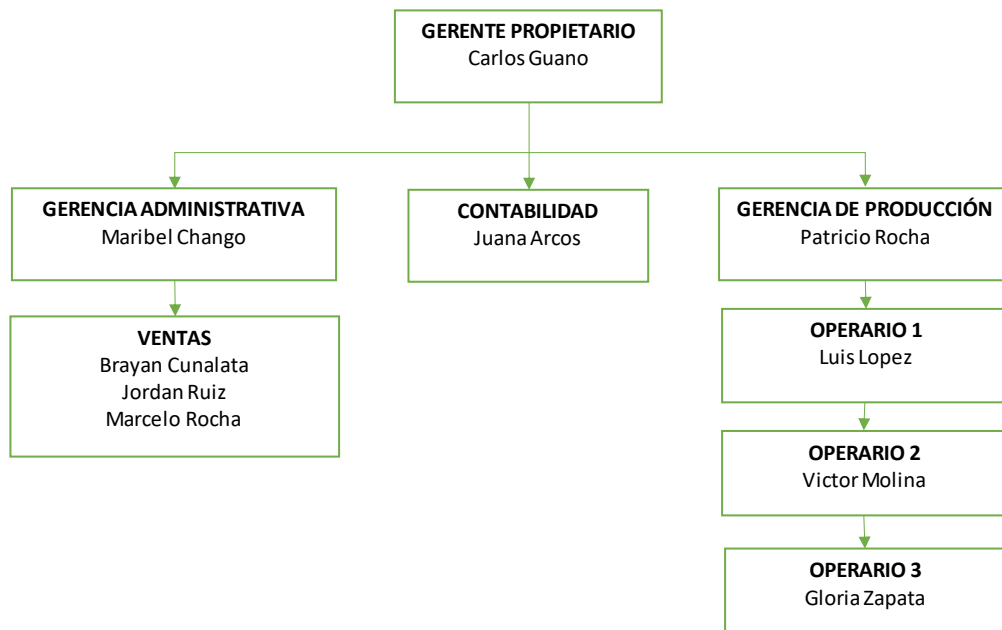 GERENTE PROPIETARIO
Carlos Guano
GERENCIA ADMINISTRATIVA
Maribel Chango
CONTABILIDAD
Juana Arcos
GERENCIA DE PRODUCCIÓN
Patricio Rocha
VENTAS
Brayan Cunalata
Jordan Ruiz
Marcelo Rocha
OPERARIO 1
Luis Lopez
OPERARIO 2
Victor Molina
OPERARIO 3
Gloria Zapata